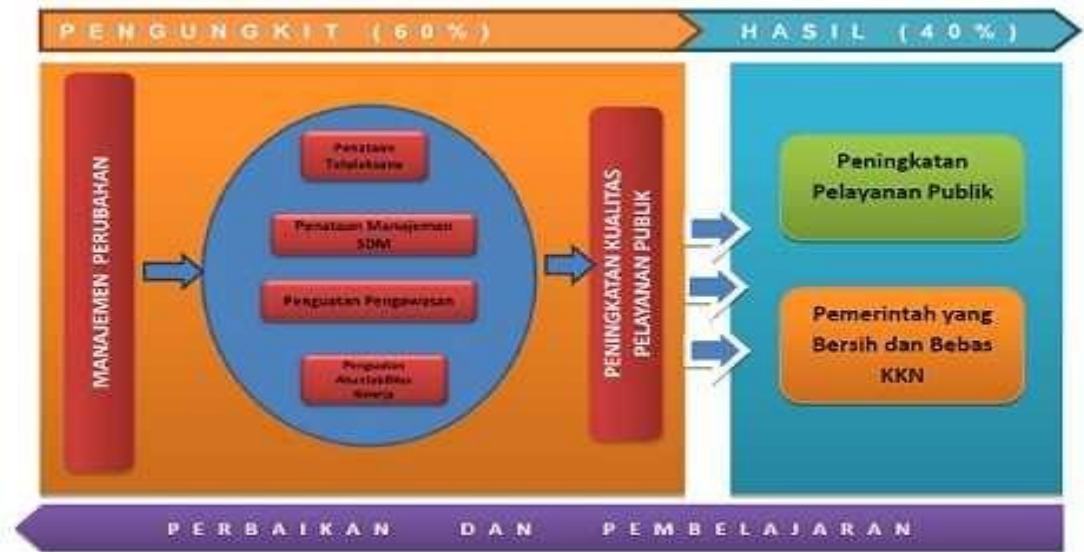 PENGUNGKIT (60%)
HASIL (40%)
MANAJEMEN PERUBAHAN
Penataan
Tatalaksana
Penataan Manajemen
SDM
Penguatan Pengawasan
Penguatan
Akuntabilitas
Kinerja
PENINGKATAN KUALITAS
PELAYANAN PUBLIK
Peningkatan
Pelayanan Publik
Pemerintah yang
Bersih dan Bebas
KKN
PERBAIKAN DAN PEMBELAJARAN